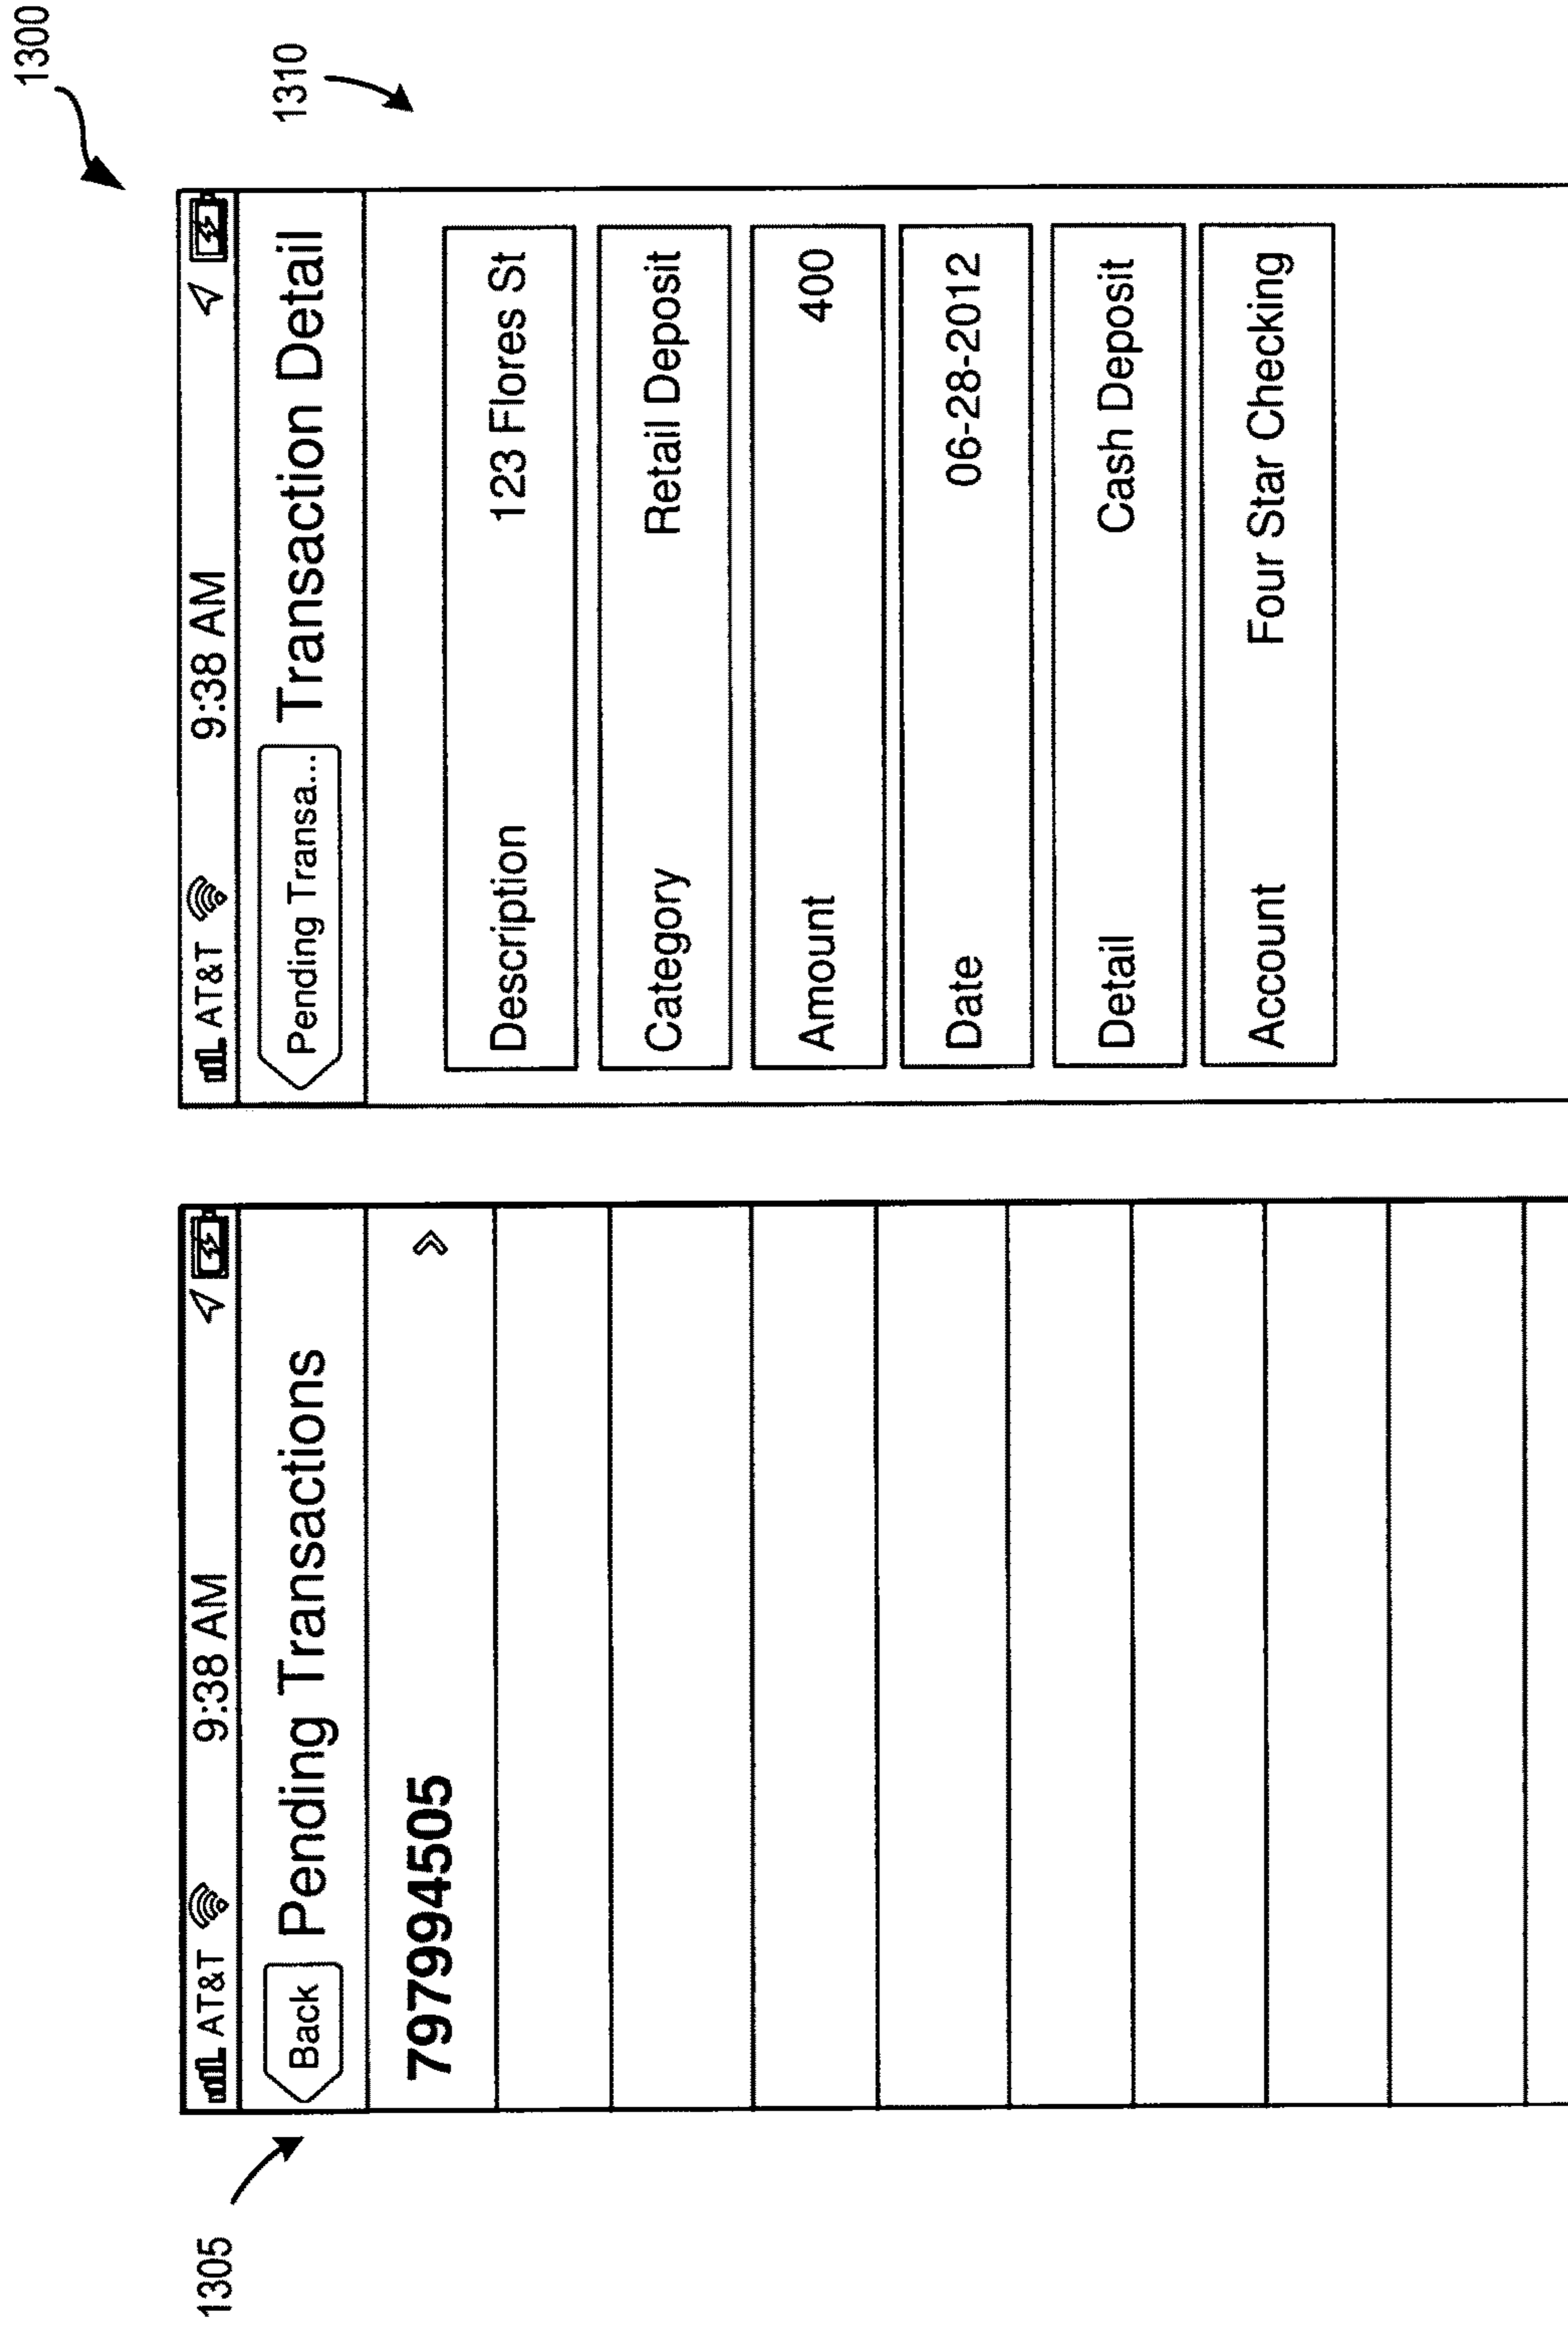 1300
1305
AT&T 9:38 AM
Back Pending Transactions
797994505
1310
AT&T 9:38 AM
Pending Transa... Transaction Detail
Description 123 Flores St
Category Retail Deposit
Amount 400
Date 06-28-2012
Detail Cash Deposit
Account Four Star Checking